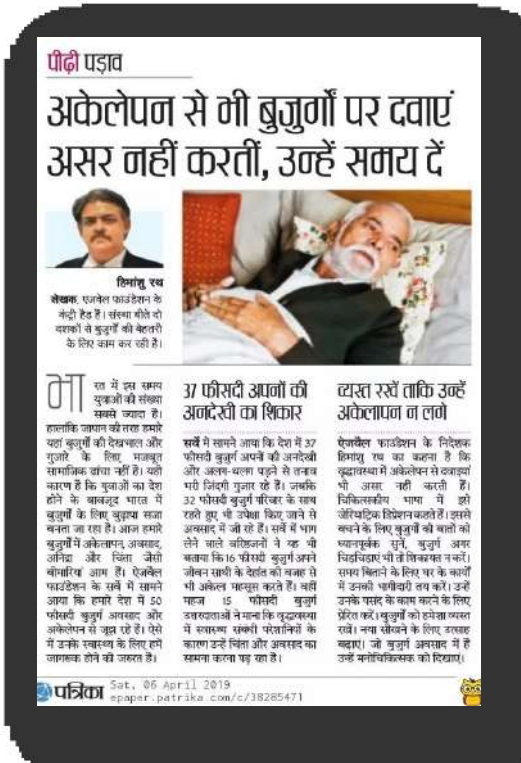 पीढ़ी पड़ाव
अकेलेपन से भी बुजुर्गों पर दवाएं
असर नहीं करतीं, उन्हें समय दें
हिमांशु रथ
लेखक, एजवेल फाउंडेशन के
कंट्री हेड हैं। संस्था बीते दो
दशकों से बुजुर्गों की बेहतरी
के लिए काम कर रही है।
भारत में इस समय
युवाओं की संख्या
सबसे ज्यादा है।
हालांकि जापान की तरह हमारे
यहां बुजुर्गों की देखभाल और
गुजारे के लिए मजबूत
सामाजिक ढांचा नहीं है। यही
कारण है कि युवाओं का देश
होने के बावजूद भारत में
बुजुर्गों के लिए बुढ़ापा सजा
बनता जा रहा है। आज हमारे
बुजुर्गों में अकेलापन, अवसाद,
अनिद्रा और चिंता जैसी
बीमारियां आम हैं। ऐजवेल
फाउंडेशन के सर्वे में सामने
आया कि हमारे देश में 50
फीसदी बुजुर्ग अवसाद और
अकेलेपन से जूझ रहे हैं। ऐसे
में उनके स्वास्थ्य के लिए हमें
जागरूक होने की जरूरत है।
37 फीसदी अपनों की
अनदेखी का शिकार
सर्वे में सामने आया कि देश में 37
फीसदी बुजुर्ग अपनों की अनदेखी
और अलग-थलग पड़ने से तनाव
भरी जिंदगी गुजार रहे हैं। जबकि
32 फीसदी बुजुर्ग परिवार के साथ
रहते हुए भी उपेक्षा किए जाने से
अवसाद में जी रहे हैं। सर्वे में भाग
लेने वाले वरिष्ठजनों ने यह भी
बताया कि 16 फीसदी बुजुर्ग अपने
जीवन साथी के देहांत की वजह से
भी अकेला महसूस करते हैं। वहीं
महज 15 फीसदी बुजुर्ग
उत्तरदाताओं ने माना कि वृद्धावस्था
में स्वास्थ्य संबंधी परेशानियों के
कारण उन्हें चिंता और अवसाद का
सामना करना पड़ रहा है।
व्यस्त रखें ताकि उन्हें
अकेलापन न लगे
ऐजवैल फाउंडेशन के निदेशक
हिमांशु रथ का कहना है कि
वृद्धावस्था में अकेलेपन से दवाइयां
भी असर नहीं करती हैं।
चिकित्सकीय भाषा में इसे
जेरियाट्रिक डिप्रेशन कहते हैं। इससे
बचने के लिए बुजुर्गों की बातों को
ध्यानपूर्वक सुनें, बुजुर्ग अगर
चिड़चिड़ाएं भी तो शिकायत न करें।
समय बिताने के लिए घर के कार्यों
में उनकी भागीदारी तय करें। उन्हें
उनके पसंद के काम करने के लिए
प्रेरित करें। बुजुर्गों को हमेशा व्यस्त
रखें। नया सीखने के लिए उत्साह
बढ़ाएं। जो बुजुर्ग अवसाद में हैं
उन्हें मनोचिकित्सक को दिखाएं।
पत्रिका Sat, 06 April 2019
epaper.patrika.com/c/38285471